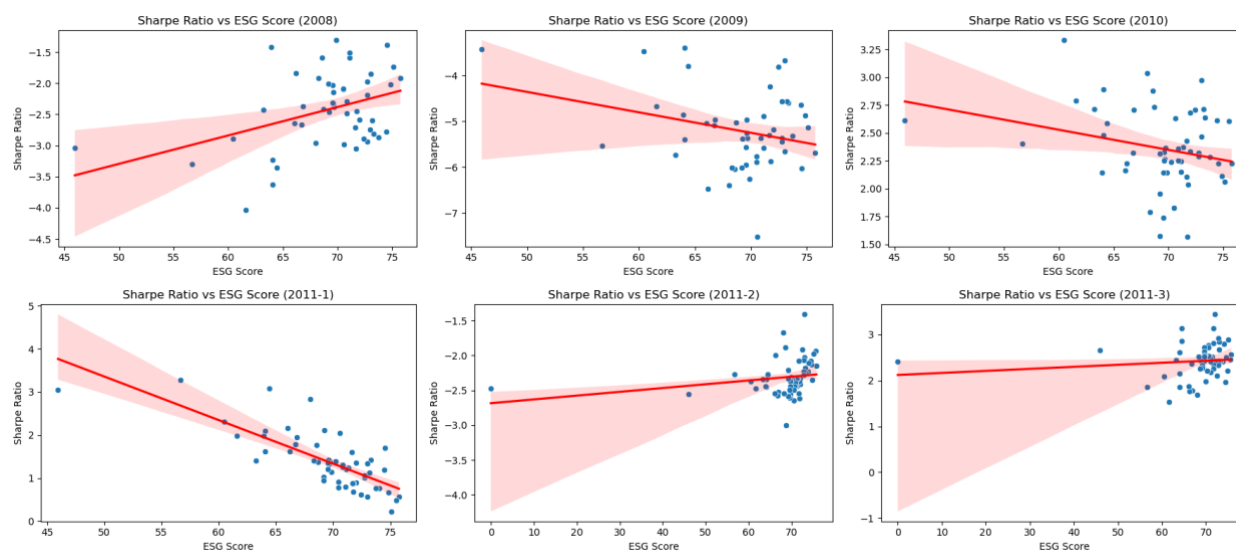 Sharpe Ratio vs ESG Score (2008)
Sharpe Ratio
-1.5
-2.0
-2.5
-3.0
-3.5
-4.0
-4.5
45 50 55 60 65 70 75
ESG Score
Sharpe Ratio vs ESG Score (2009)
Sharpe Ratio
-4
-5
-6
-7
45 50 55 60 65 70 75
ESG Score
Sharpe Ratio vs ESG Score (2010)
Sharpe Ratio
3.25
3.00
2.75
2.50
2.25
2.00
1.75
1.50
45 50 55 60 65 70 75
ESG Score
Sharpe Ratio vs ESG Score (2011-1)
Sharpe Ratio
5
4
3
2
1
0
45 50 55 60 65 70 75
ESG Score
Sharpe Ratio vs ESG Score (2011-2)
Sharpe Ratio
-1.5
-2.0
-2.5
-3.0
-3.5
-4.0
0 10 20 30 40 50 60 70
ESG Score
Sharpe Ratio vs ESG Score (2011-3)
Sharpe Ratio
3
2
1
0
-1
0 10 20 30 40 50 60 70
ESG Score